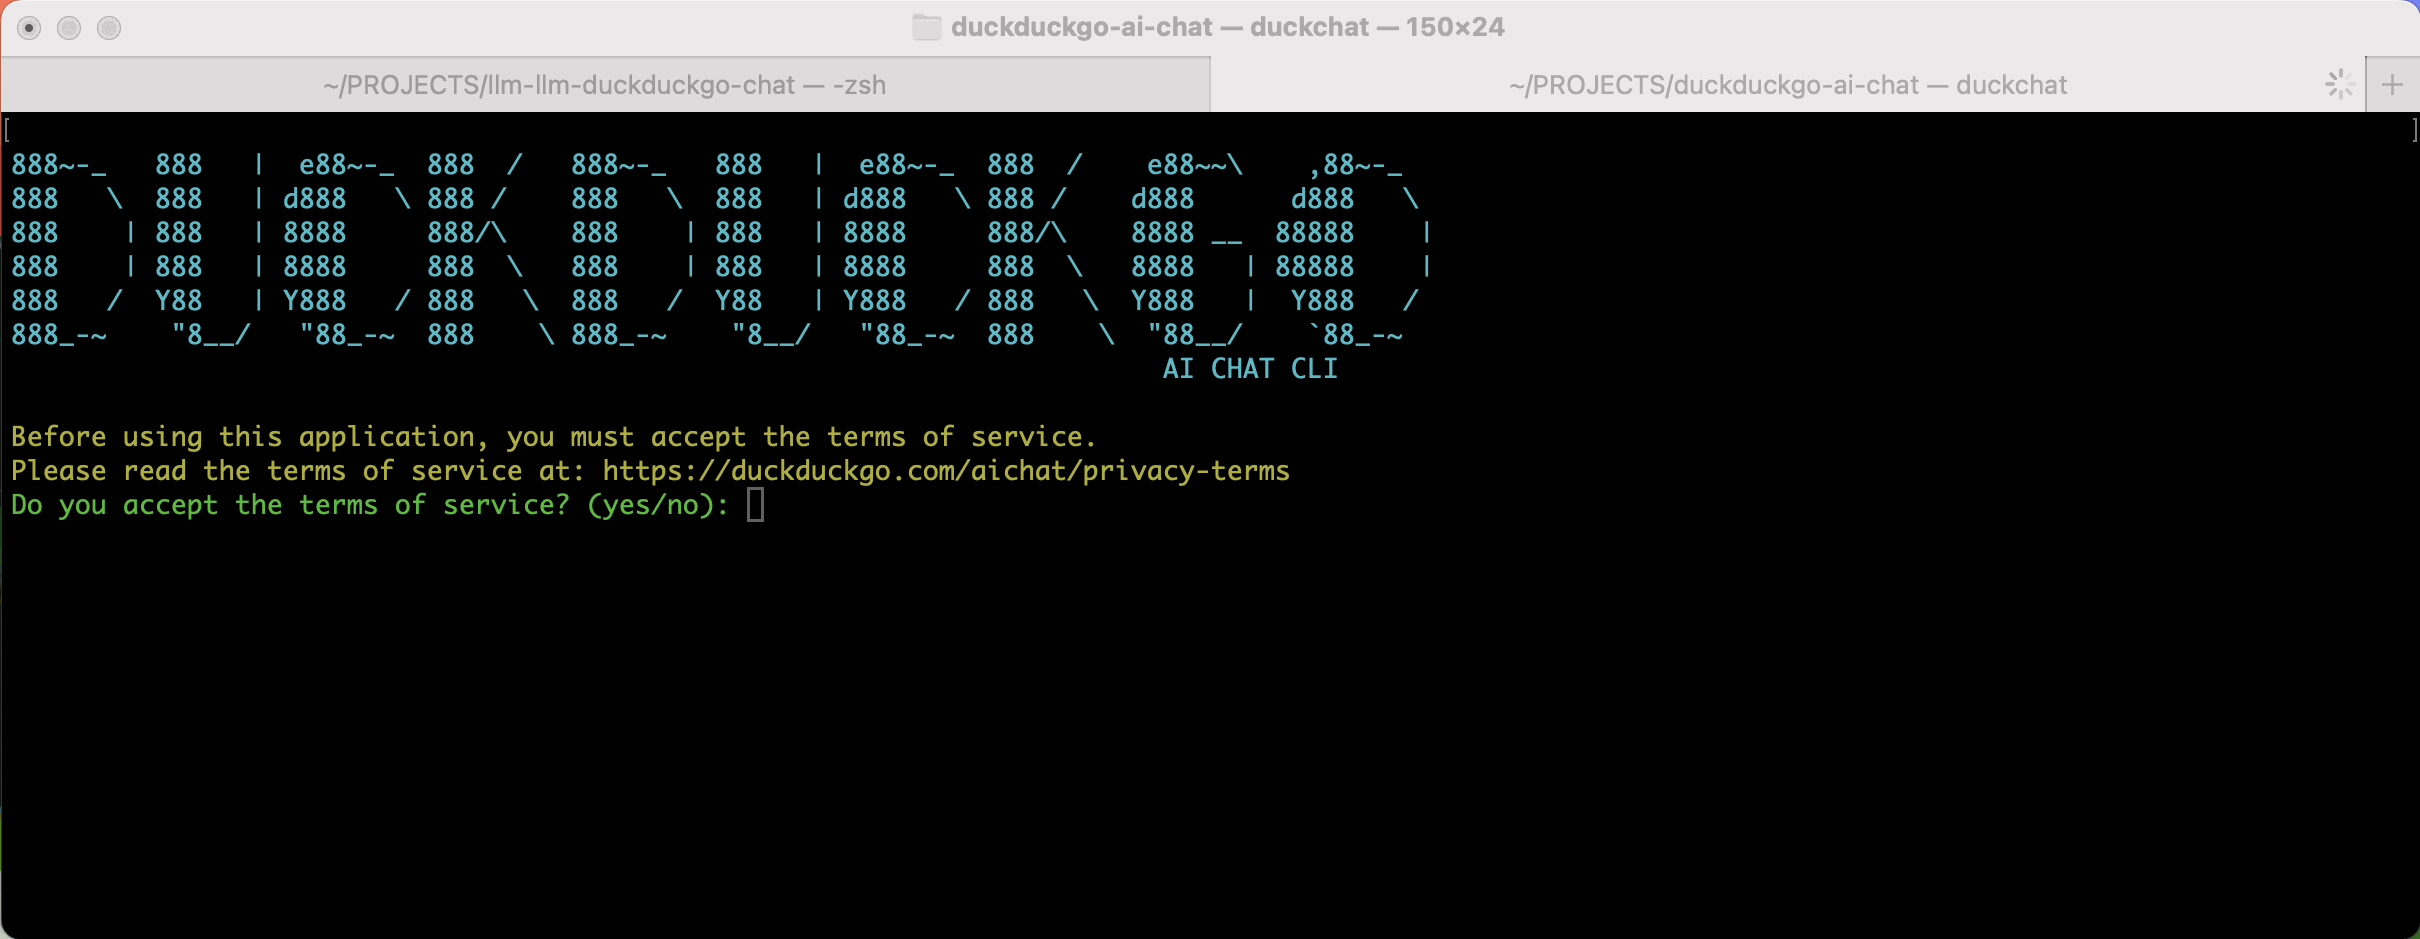 duckduckgo-ai-chat — duckchat — 150×24
~/PROJECTS/llm-llm-duckduckgo-chat — -zsh
~/PROJECTS/duckduckgo-ai-chat — duckchat
+
[ ]
888~-_   888   |  e88~-_  888  /   888~-_   888   |  e88~-_  888  /    e88~~\    ,88~-_
888   \  888   | d888   \ 888 /    888   \  888   | d888   \ 888 /    d888      d888   \
888    | 888   | 8888     888/\    888    | 888   | 8888     888/\    8888 __  88888    |
888    | 888   | 8888     888  \   888    | 888   | 8888     888  \   8888   | 88888    |
888   /  Y88   | Y888   / 888   \  888   /  Y88   | Y888   / 888   \  Y888   |  Y888   /
888_-~    "8__/   "88_-~  888    \ 888_-~    "8__/   "88_-~  888    \  "88__/    `88_-~
AI CHAT CLI
Before using this application, you must accept the terms of service.
Please read the terms of service at: https://duckduckgo.com/aichat/privacy-terms
Do you accept the terms of service? (yes/no):